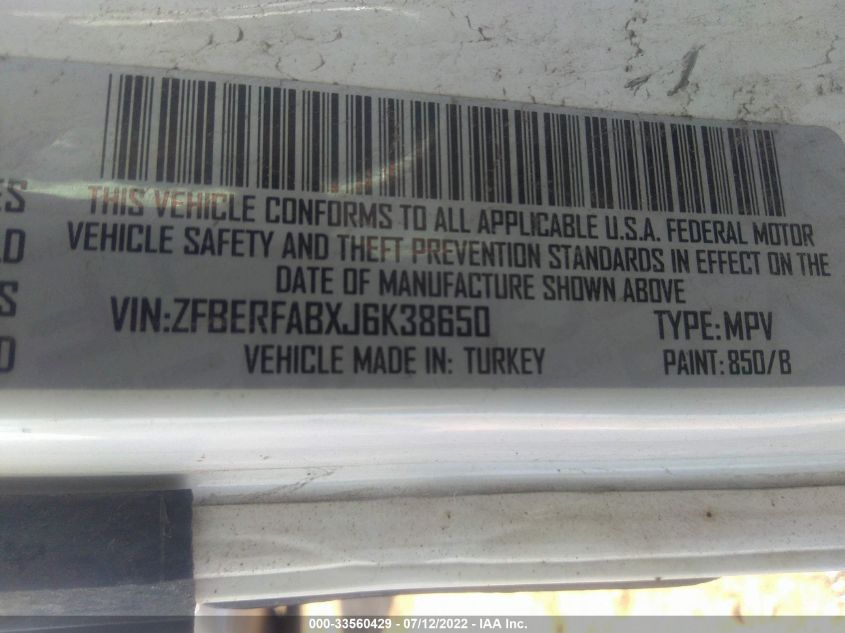 THIS VEHICLE CONFORMS TO ALL APPLICABLE U.S.A. FEDERAL MOTOR
VEHICLE SAFETY AND THEFT PREVENTION STANDARDS IN EFFECT ON THE
DATE OF MANUFACTURE SHOWN ABOVE
VIN:ZFBERFABXJ6K38650 TYPE:MPV
VEHICLE MADE IN: TURKEY PAINT:850/B
000-33560429 - 07/12/2022 - IAA Inc.